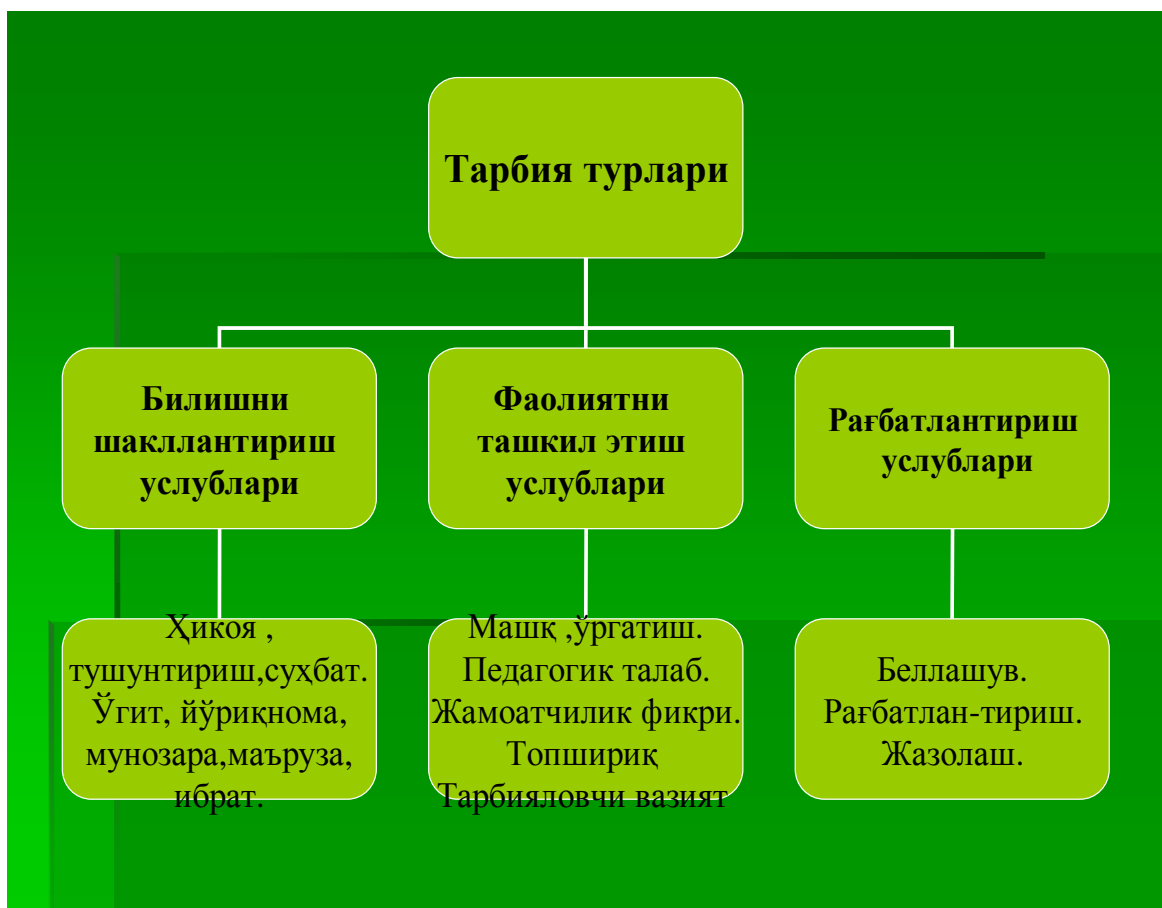 Тарбия турлари
Билишни
шакллантириш
услублари
Фаолиятни
ташкил этиш
услублари
Рағбатлантириш
услублари
Ҳикоя ,
тушунтириш,суҳбат.
Ўгит, йўриқнома,
мунозара,маъруза,
ибрат.
Машқ ,ўргатиш.
Педагогик талаб.
Жамоатчилик фикри.
Топшириқ
Тарбияловчи вазият
Беллашув.
Рағбатлан-тириш.
Жазолаш.